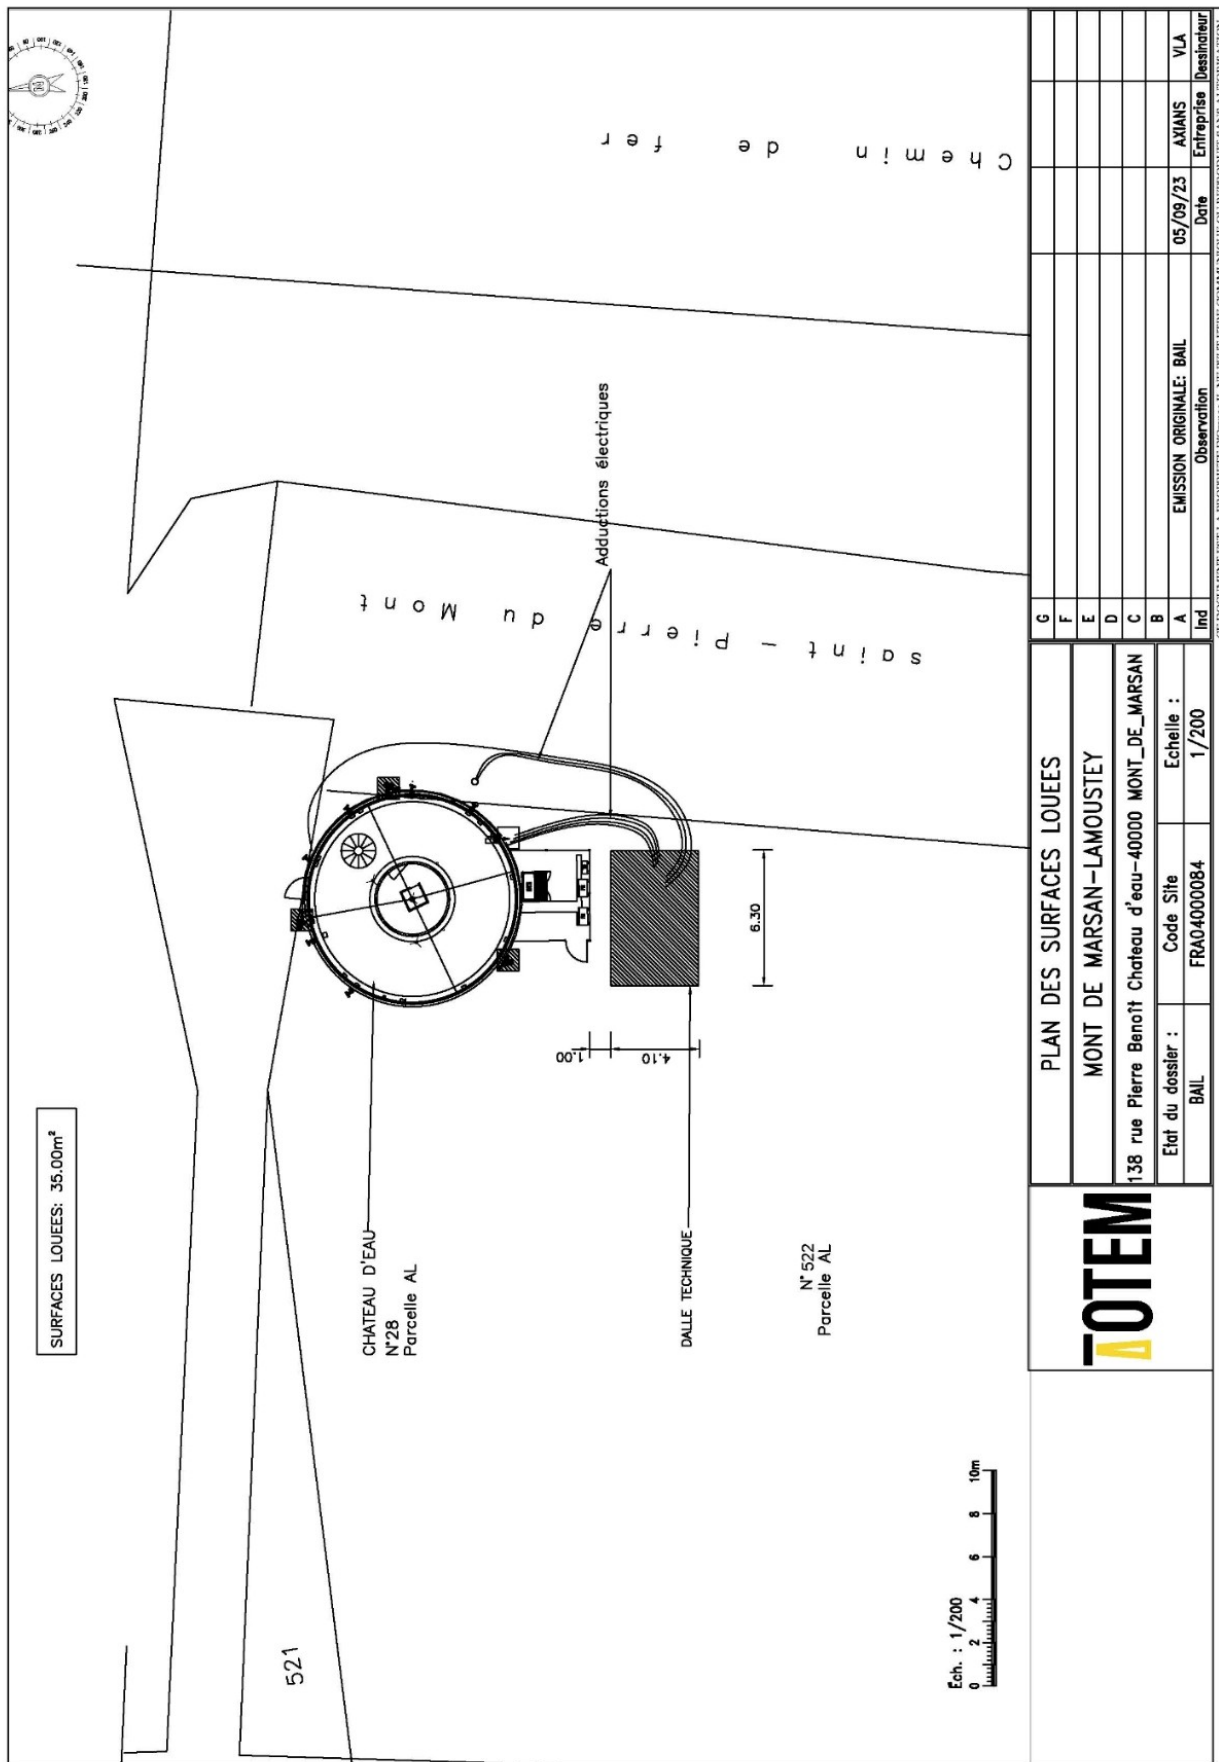 SURFACES LOUEES: 35.00m²
521
CHATEAU D'EAU
N°28
Parcelle AL
DALLE TECHNIQUE
N°522
Parcelle AL
1.00
4.10
6.30
Adductions électriques
saint - Pierre du Mont
Chemin de fer
Éch. : 1/200
0 2 4 6 8 10m
TOTEM
PLAN DES SURFACES LOUEES
MONT DE MARSAN-LAMOUSTEY
138 rue Pierre Benoît Chateau d'eau-40000 MONT_DE_MARSAN
Etat du dossier : Code Site Echelle :
BAIL FRA04000084 1/200
G
F
E
D
C
B
A EMISSION ORIGINALE: BAIL 05/09/23 AXIANS VLA
Ind Observation Date Entreprise Dessinateur